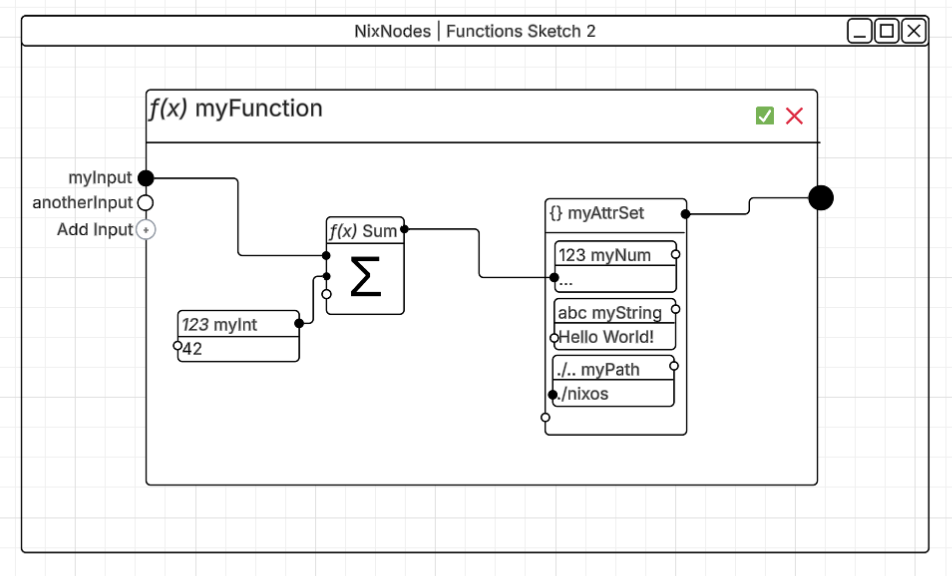 NixNodes | Functions Sketch 2
f(x) myFunction
myInput
anotherInput
Add Input
f(x) Sum
Σ
123 myInt
42
{} myAttrSet
123 myNum
...
abc myString
Hello World!
./.. myPath
./nixos